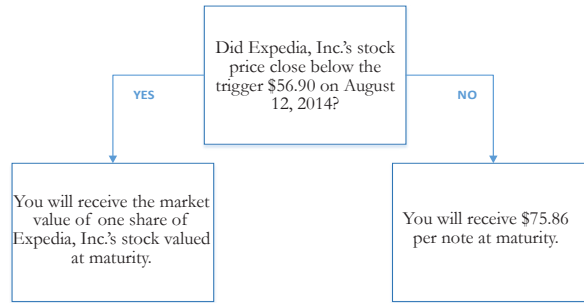 Did Expedia, Inc.'s stock
price close below the
trigger $56.90 on August
12, 2014?
YES
NO
You will receive the market
value of one share of
Expedia, Inc.'s stock valued
at maturity.
You will receive $75.86
per note at maturity.